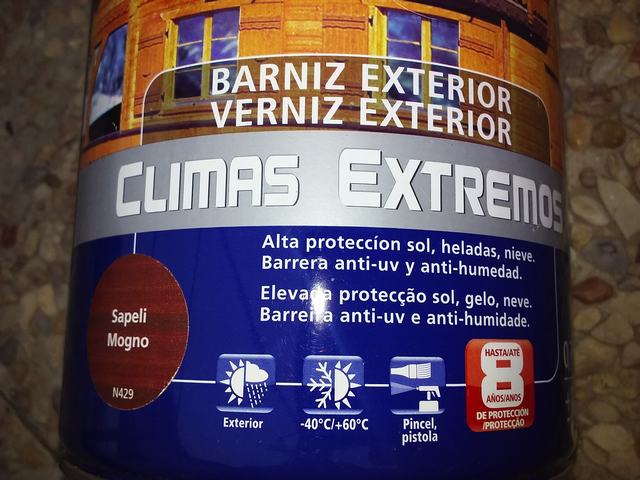 BARNIZ EXTERIOR
VERNIZ EXTERIOR
CLIMAS EXTREMOS
Alta proteccíon sol, heladas, nieve.
Barrera anti-uv y anti-humedad.
Elevada protecção sol, gelo, neve.
Barreira anti-uv e anti-humidade.
Sapeli
Mogno
N429
Exterior
-40°C/+60°C
Pincel,
pistola
HASTA/ATÉ
8
AÑOS/ANOS
DE PROTECCIÓN
/PROTECÇÃO